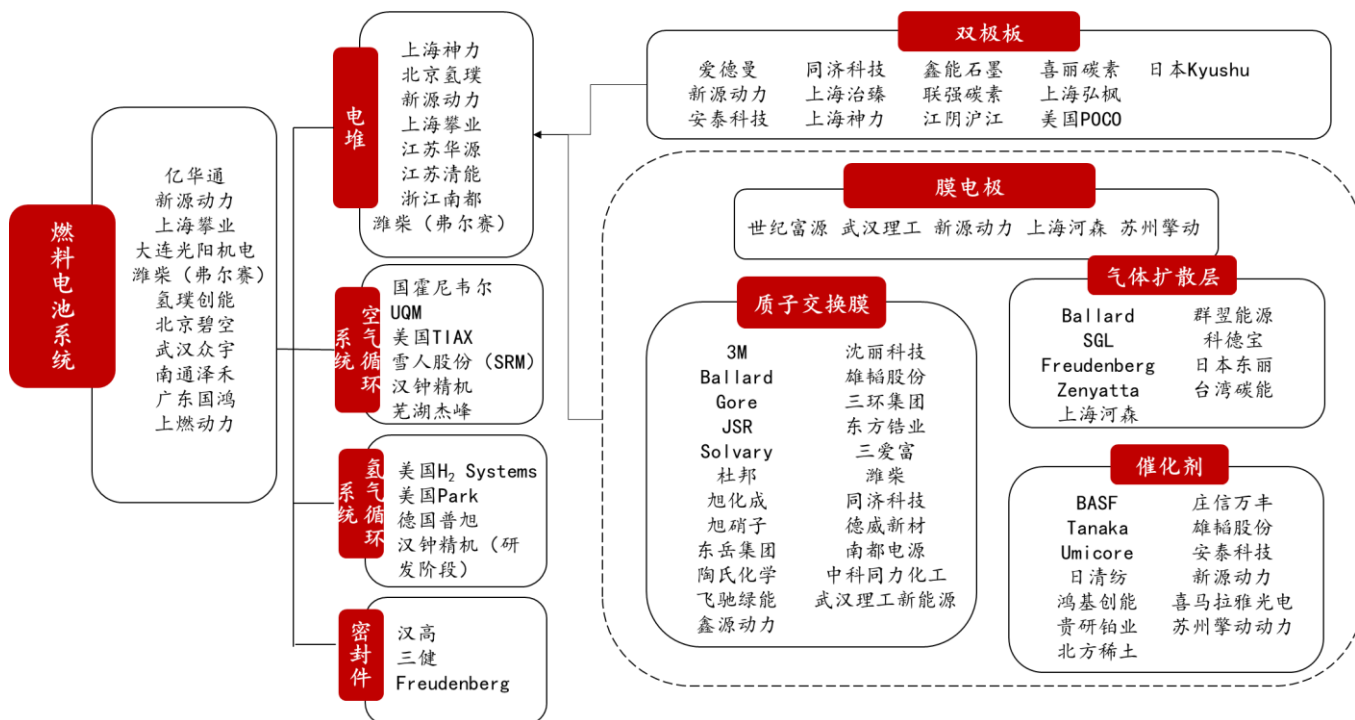 燃料电池系统
亿华通
新源动力
上海攀业
大连光阳机电
潍柴（弗尔赛）
氢璞创能
北京碧空
武汉众宇
南通泽禾
广东国鸿
上燃动力
电堆
上海神力
北京氢璞
新源动力
上海攀业
江苏华源
江苏清能
浙江南都
潍柴（弗尔赛）
空气循环
系统
国霍尼韦尔
UQM
美国TIAX
雪人股份（SRM）
汉钟精机
芜湖杰峰
氢气循环
系统
美国H₂ Systems
美国Park
德国普旭
汉钟精机（研
发阶段）
密封件
汉高
三健
Freudenberg
双极板
爱德曼 同济科技 鑫能石墨 喜丽碳素 日本Kyushu
新源动力 上海治臻 联强碳素 上海弘枫
安泰科技 上海神力 江阴沪江 美国POCO
膜电极
世纪富源 武汉理工 新源动力 上海河森 苏州擎动
质子交换膜
3M 沈丽科技
Ballard 雄韬股份
Gore 三环集团
JSR 东方锆业
Solvary 三爱富
杜邦 潍柴
旭化成 同济科技
旭硝子 德威新材
东岳集团 南都电源
陶氏化学 中科同力化工
飞驰绿能 武汉理工新能源
鑫源动力
气体扩散层
Ballard 群翌能源
SGL 科德宝
Freudenberg 日本东丽
Zenyatta 台湾碳能
上海河森
催化剂
BASF 庄信万丰
Tanaka 雄韬股份
Umicore 安泰科技
日清纺 新源动力
鸿基创能 喜马拉雅光电
贵研铂业 苏州擎动动力
北方稀土